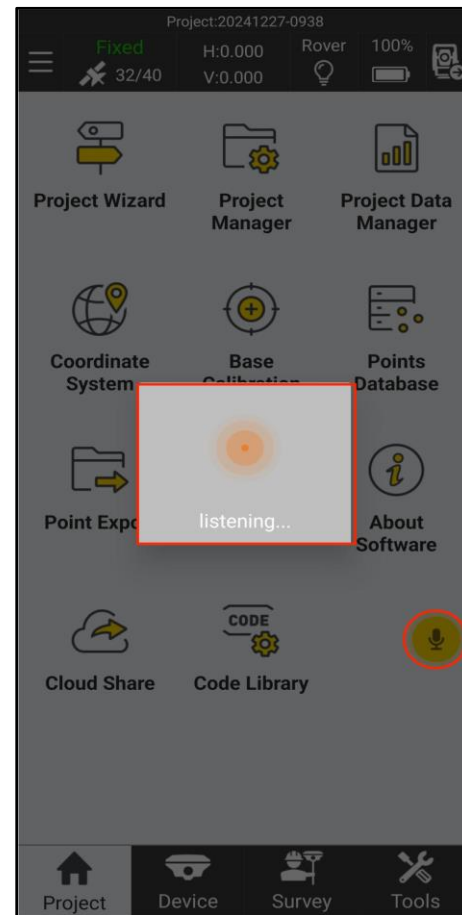 Project:20241227-0938
Fixed
H:0.000
Rover
100%
32/40
V:0.000
Project Wizard
Project
Manager
Project Data
Manager
Coordinate
System
Base
Calibration
Points
Database
Point Expo
listening...
About
Software
CODE
Cloud Share
Code Library
Project
Device
Survey
Tools